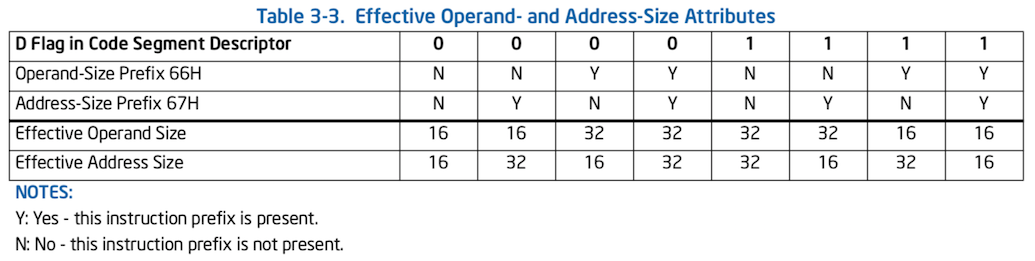 Table 3-3. Effective Operand- and Address-Size Attributes
D Flag in Code Segment Descriptor 0 0 0 0 1 1 1 1
Operand-Size Prefix 66H N N Y Y N N Y Y
Address-Size Prefix 67H N Y N Y N Y N Y
Effective Operand Size 16 16 32 32 32 32 16 16
Effective Address Size 16 32 16 32 32 16 32 16
NOTES:
Y: Yes - this instruction prefix is present.
N: No - this instruction prefix is not present.